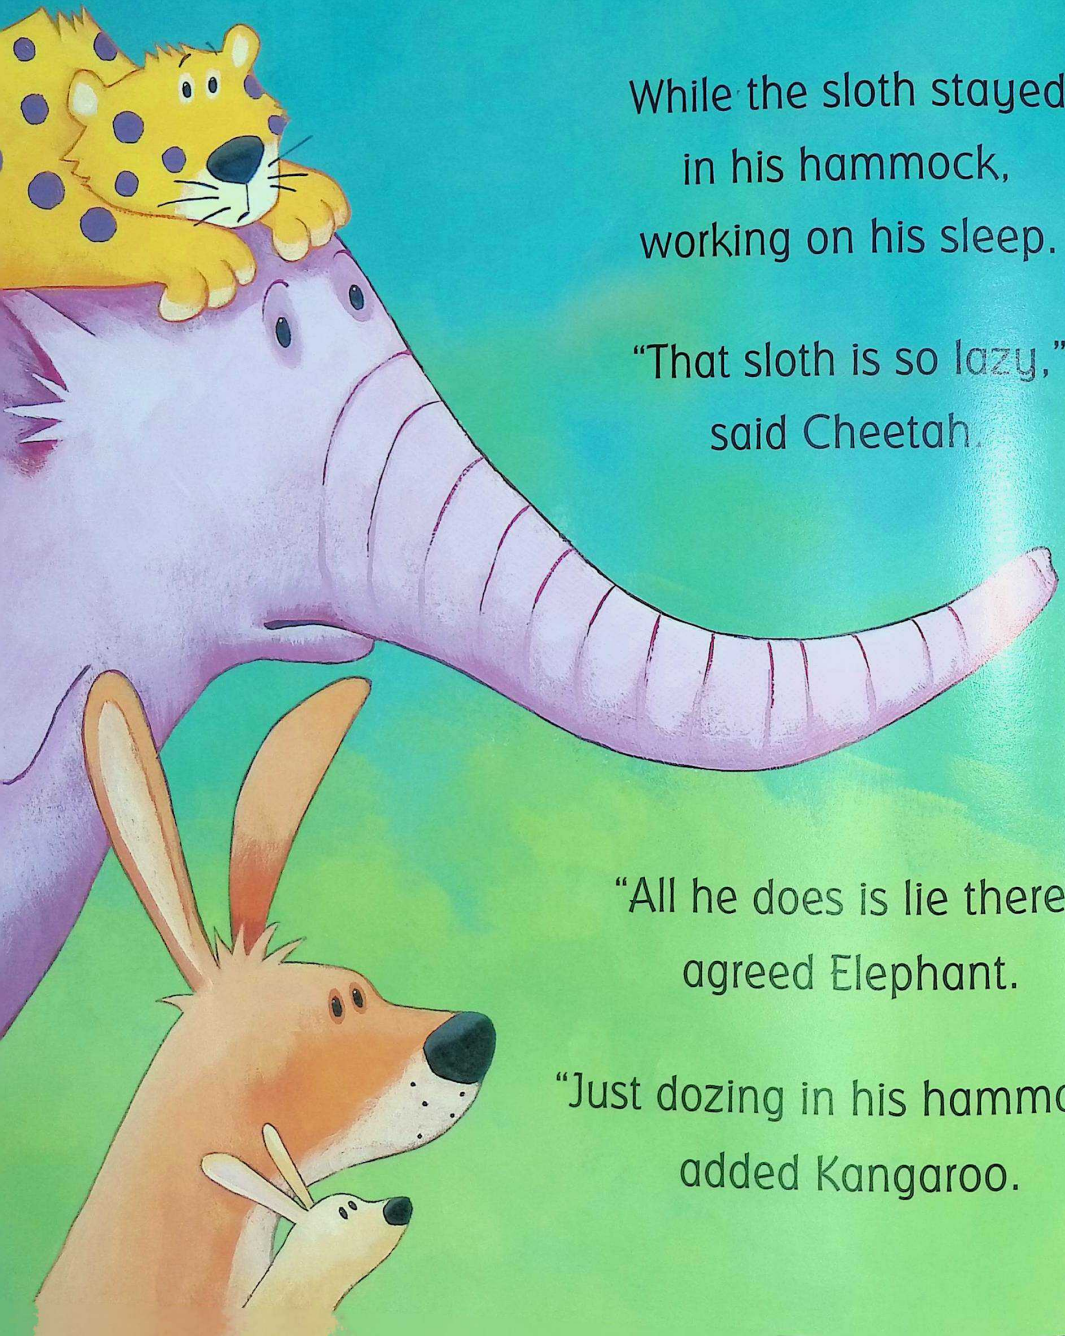 While the sloth stayed
in his hammock,
working on his sleep.
“That sloth is so lazy,”
said Cheetah.
“All he does is lie there
agreed Elephant.
“Just dozing in his
added Kangaroo.